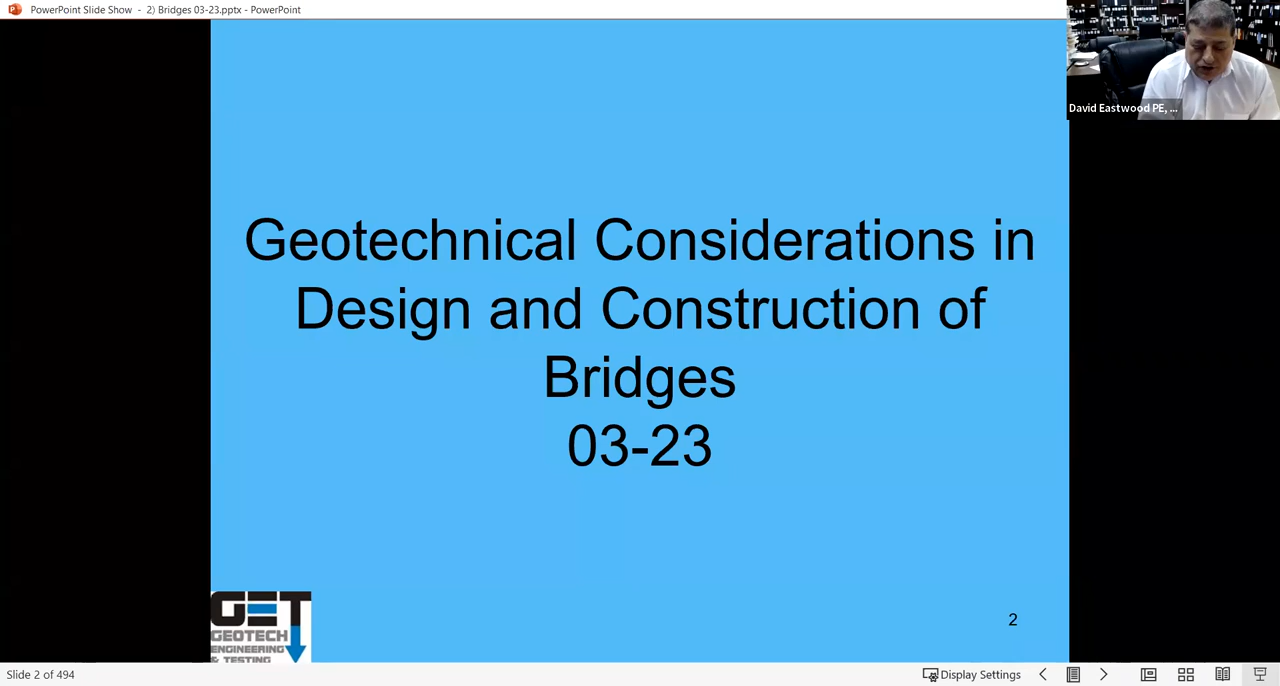 PowerPoint Slide Show - 2) Bridges 03-23.pptx - PowerPoint
David Eastwood PE, ...
Geotechnical Considerations in
Design and Construction of
Bridges
03-23
GET
GEOTECH
ENGINEERING
& TESTING
2
Slide 2 of 494
Display Settings